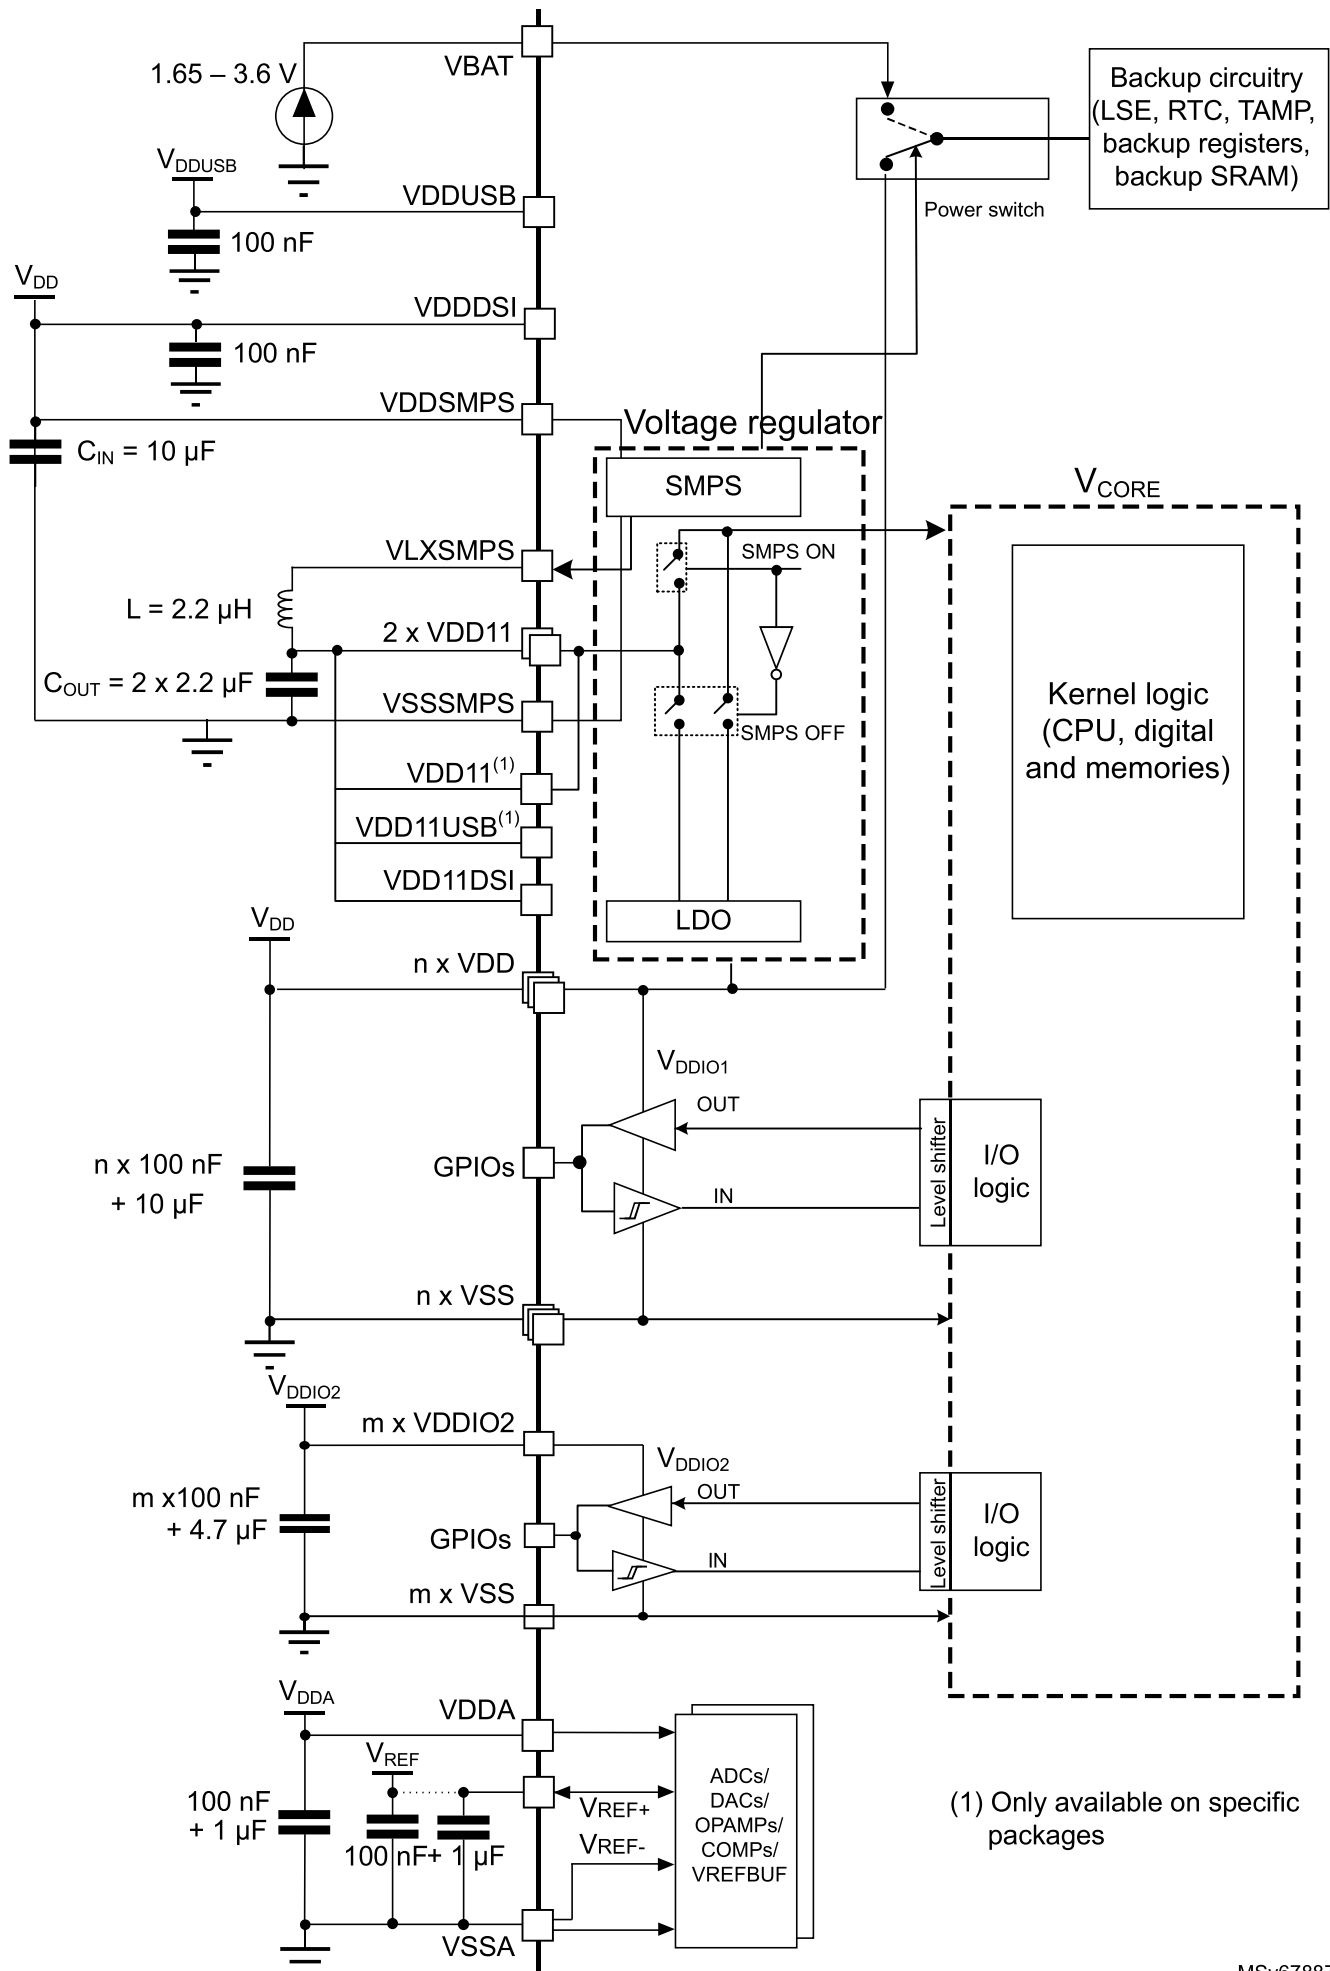 VBAT
1.65 – 3.6 V
Backup circuitry
(LSE, RTC, TAMP,
backup registers,
backup SRAM)
Power switch
VDDUSB
VDDUSB
100 nF
VDD
VDDDSI
100 nF
VDDSMPS
CIN = 10 µF
Voltage regulator
SMPS
VCORE
VLXSMPS
SMPS ON
L = 2.2 µH
2 x VDD11
COUT = 2 x 2.2 µF
VSSSMPS
SMPS OFF
Kernel logic
(CPU, digital
and memories)
VDD11(1)
VDD11USB(1)
VDD11DSI
LDO
VDD
n x VDD
VDDIO1
OUT
GPIOs
IN
n x 100 nF
+ 10 µF
Level shifter
I/O
logic
n x VSS
VDDIO2
m x VDDIO2
VDDIO2
OUT
m x100 nF
+ 4.7 µF
GPIOs
IN
Level shifter
I/O
logic
m x VSS
VDDA
VDDA
VREF
100 nF
+ 1 µF
VREF+
VREF-
100 nF+ 1 µF
ADCs/
DACs/
OPAMPs/
COMPs/
VREFBUF
VSSA
(1) Only available on specific
packages